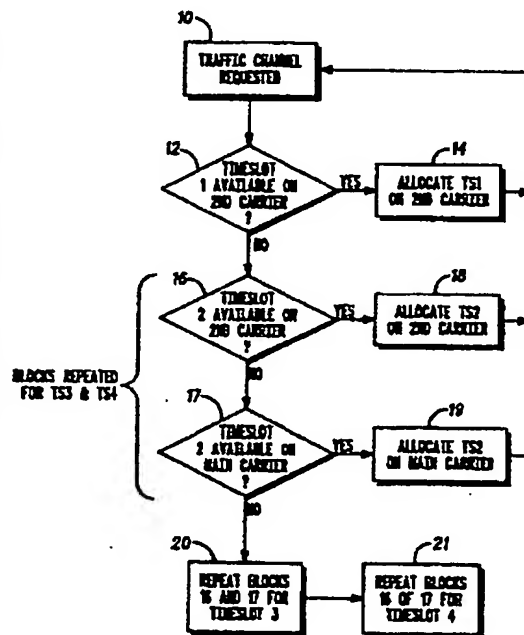 10
TRAFFIC CHANNEL
REQUESTED
12
TIMESLOT
1 AVAILABLE ON
2ND CARRIER
?
YES
14
ALLOCATE TS1
ON 2ND CARRIER
NO
16
TIMESLOT
2 AVAILABLE ON
2ND CARRIER
?
YES
18
ALLOCATE TS2
ON 2ND CARRIER
NO
BLOCKS REPEATED
FOR TS3 & TS4
17
TIMESLOT
2 AVAILABLE ON
MAIN CARRIER
?
YES
19
ALLOCATE TS2
ON MAIN CARRIER
NO
20
REPEAT BLOCKS
16 AND 17 FOR
TIMESLOT 3
21
REPEAT BLOCKS
16 OF 17 FOR
TIMESLOT 4